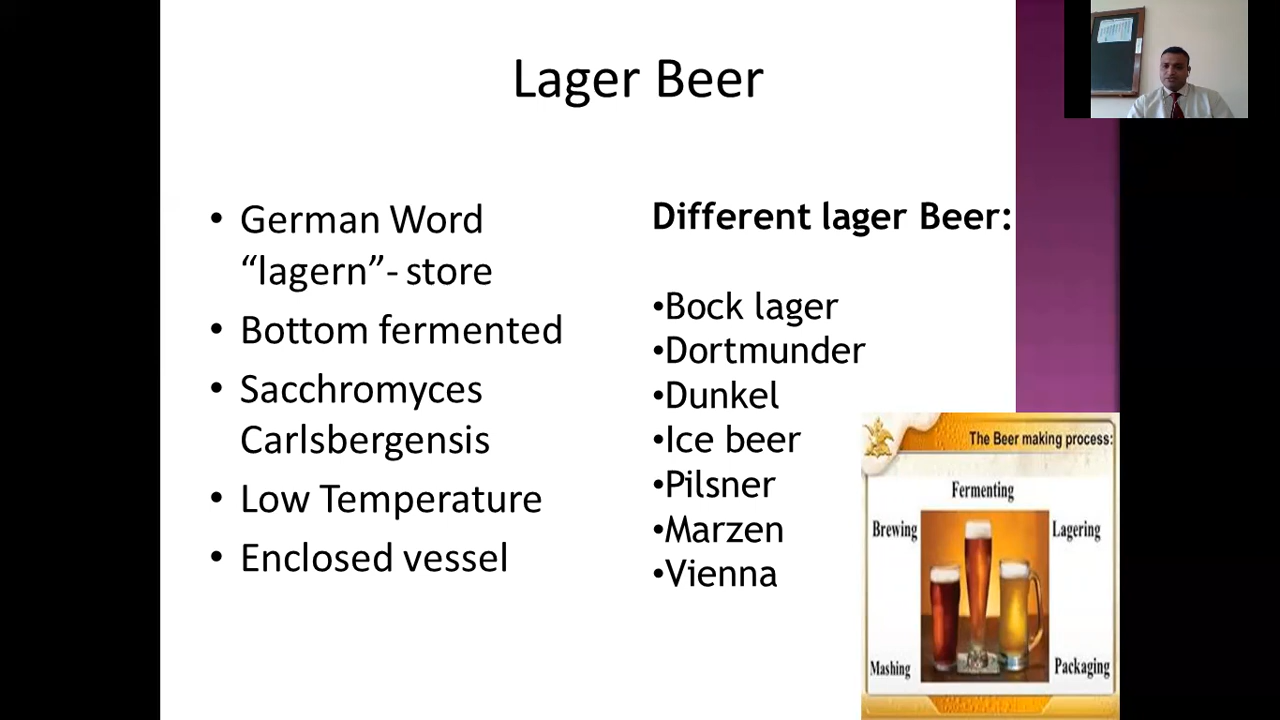 Lager Beer
• German Word
“lagern”- store
• Bottom fermented
• Sacchromyces
Carlsbergensis
• Low Temperature
• Enclosed vessel
Different lager Beer:
•Bock lager
•Dortmunder
•Dunkel
•Ice beer
•Pilsner
•Marzen
•Vienna
The Beer making process:
Fermenting
Brewing
Lagering
Mashing
Packaging